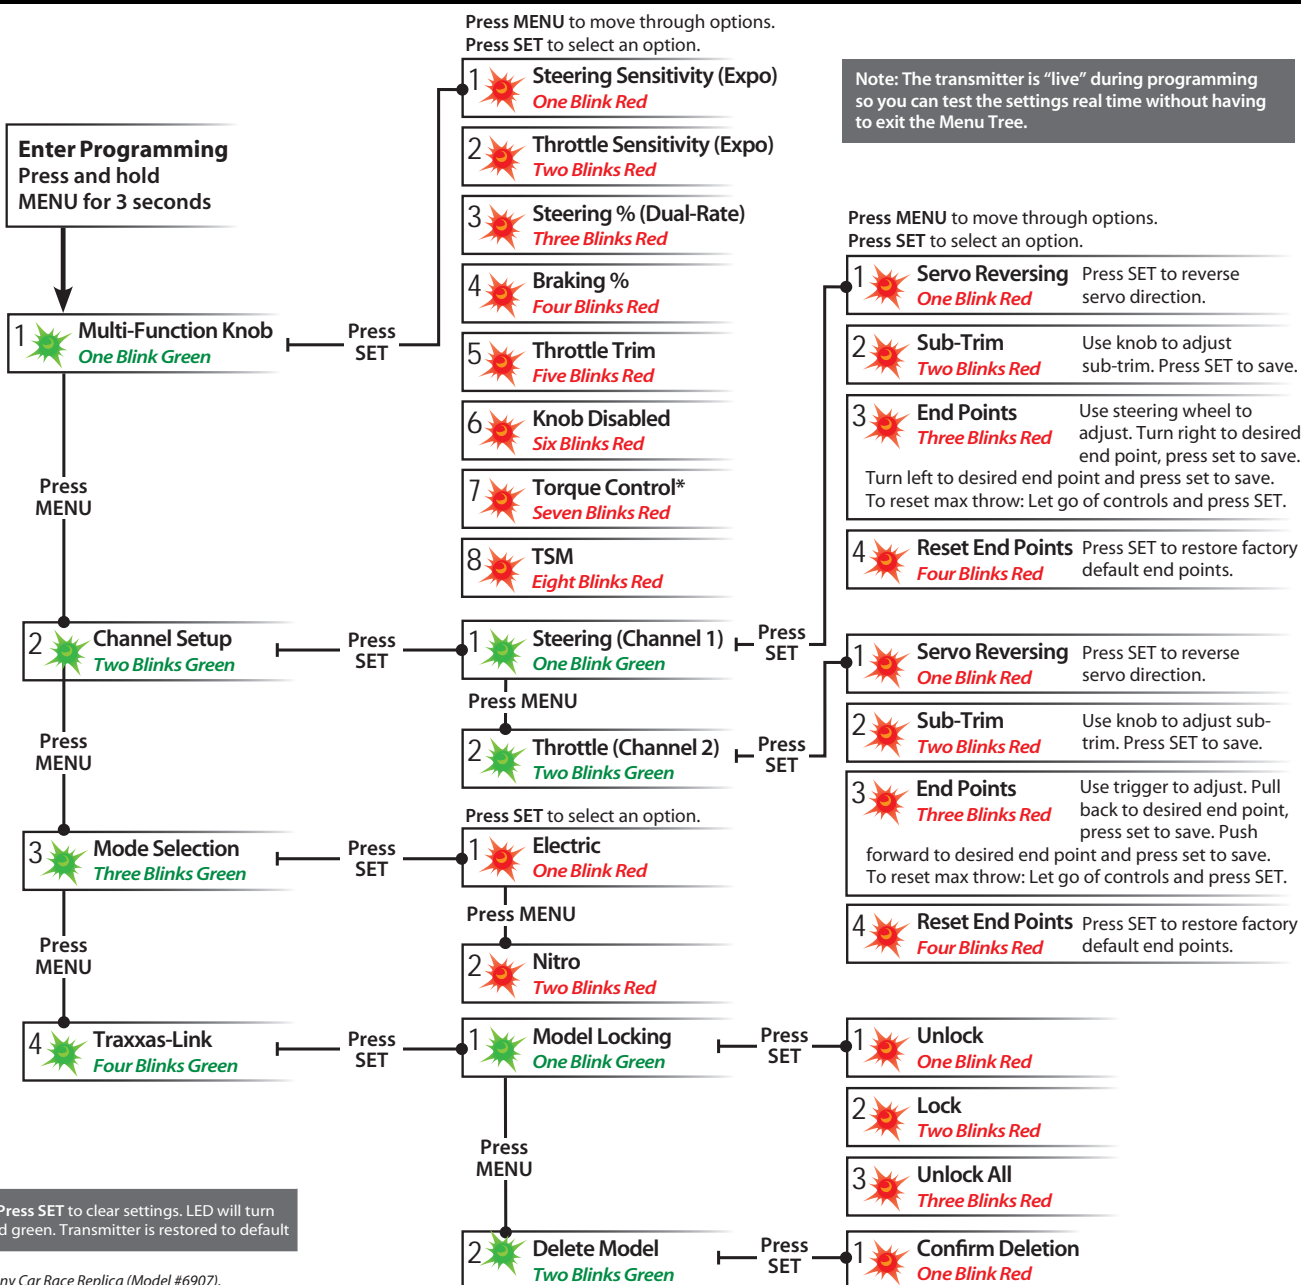 Press MENU to move through options.
Press SET to select an option.
Note: The transmitter is "live" during programming
so you can test the settings real time without having
to exit the Menu Tree.
Enter Programming
Press and hold
MENU for 3 seconds
1 Multi-Function Knob
One Blink Green
Press
SET
1 Steering Sensitivity (Expo)
One Blink Red
2 Throttle Sensitivity (Expo)
Two Blinks Red
3 Steering % (Dual-Rate)
Three Blinks Red
4 Braking %
Four Blinks Red
5 Throttle Trim
Five Blinks Red
6 Knob Disabled
Six Blinks Red
7 Torque Control*
Seven Blinks Red
8 TSM
Eight Blinks Red
Press
MENU
2 Channel Setup
Two Blinks Green
Press
SET
1 Steering (Channel 1)
One Blink Green
Press
SET
Press MENU to move through options.
Press SET to select an option.
1 Servo Reversing
One Blink Red
Press SET to reverse
servo direction.
2 Sub-Trim
Two Blinks Red
Use knob to adjust
sub-trim. Press SET to save.
3 End Points
Three Blinks Red
Use steering wheel to
adjust. Turn right to desired
end point, press set to save.
Turn left to desired end point and press set to save.
To reset max throw: Let go of controls and press SET.
4 Reset End Points
Four Blinks Red
Press SET to restore factory
default end points.
Press MENU
2 Throttle (Channel 2)
Two Blinks Green
Press
SET
1 Servo Reversing
One Blink Red
Press SET to reverse
servo direction.
2 Sub-Trim
Two Blinks Red
Use knob to adjust sub-
trim. Press SET to save.
3 End Points
Three Blinks Red
Use trigger to adjust. Pull
back to desired end point,
press set to save. Push
forward to desired end point and press set to save.
To reset max throw: Let go of controls and press SET.
4 Reset End Points
Four Blinks Red
Press SET to restore factory
default end points.
Press
MENU
3 Mode Selection
Three Blinks Green
Press
SET
Press SET to select an option.
1 Electric
One Blink Red
Press MENU
2 Nitro
Two Blinks Red
Press
MENU
4 Traxxas-Link
Four Blinks Green
Press
SET
1 Model Locking
One Blink Green
Press
SET
1 Unlock
One Blink Red
2 Lock
Two Blinks Red
3 Unlock All
Three Blinks Red
Press
MENU
2 Delete Model
Two Blinks Green
Press
SET
1 Confirm Deletion
One Blink Red
Press SET to clear settings. LED will turn
green. Transmitter is restored to default
Car Race Replica (Model #6907).